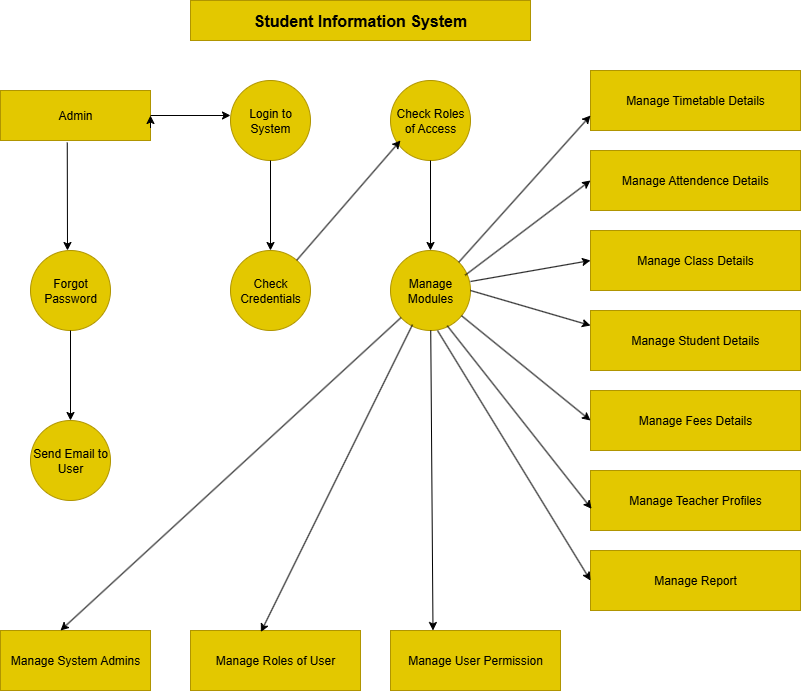 Student Information System
Admin
Login to
System
Check Roles
of Access
Manage Timetable Details
Manage Attendence Details
Manage Class Details
Manage Student Details
Manage Fees Details
Manage Teacher Profiles
Manage Report
Forgot
Password
Check
Credentials
Manage
Modules
Send Email to
User
Manage System Admins
Manage Roles of User
Manage User Permission